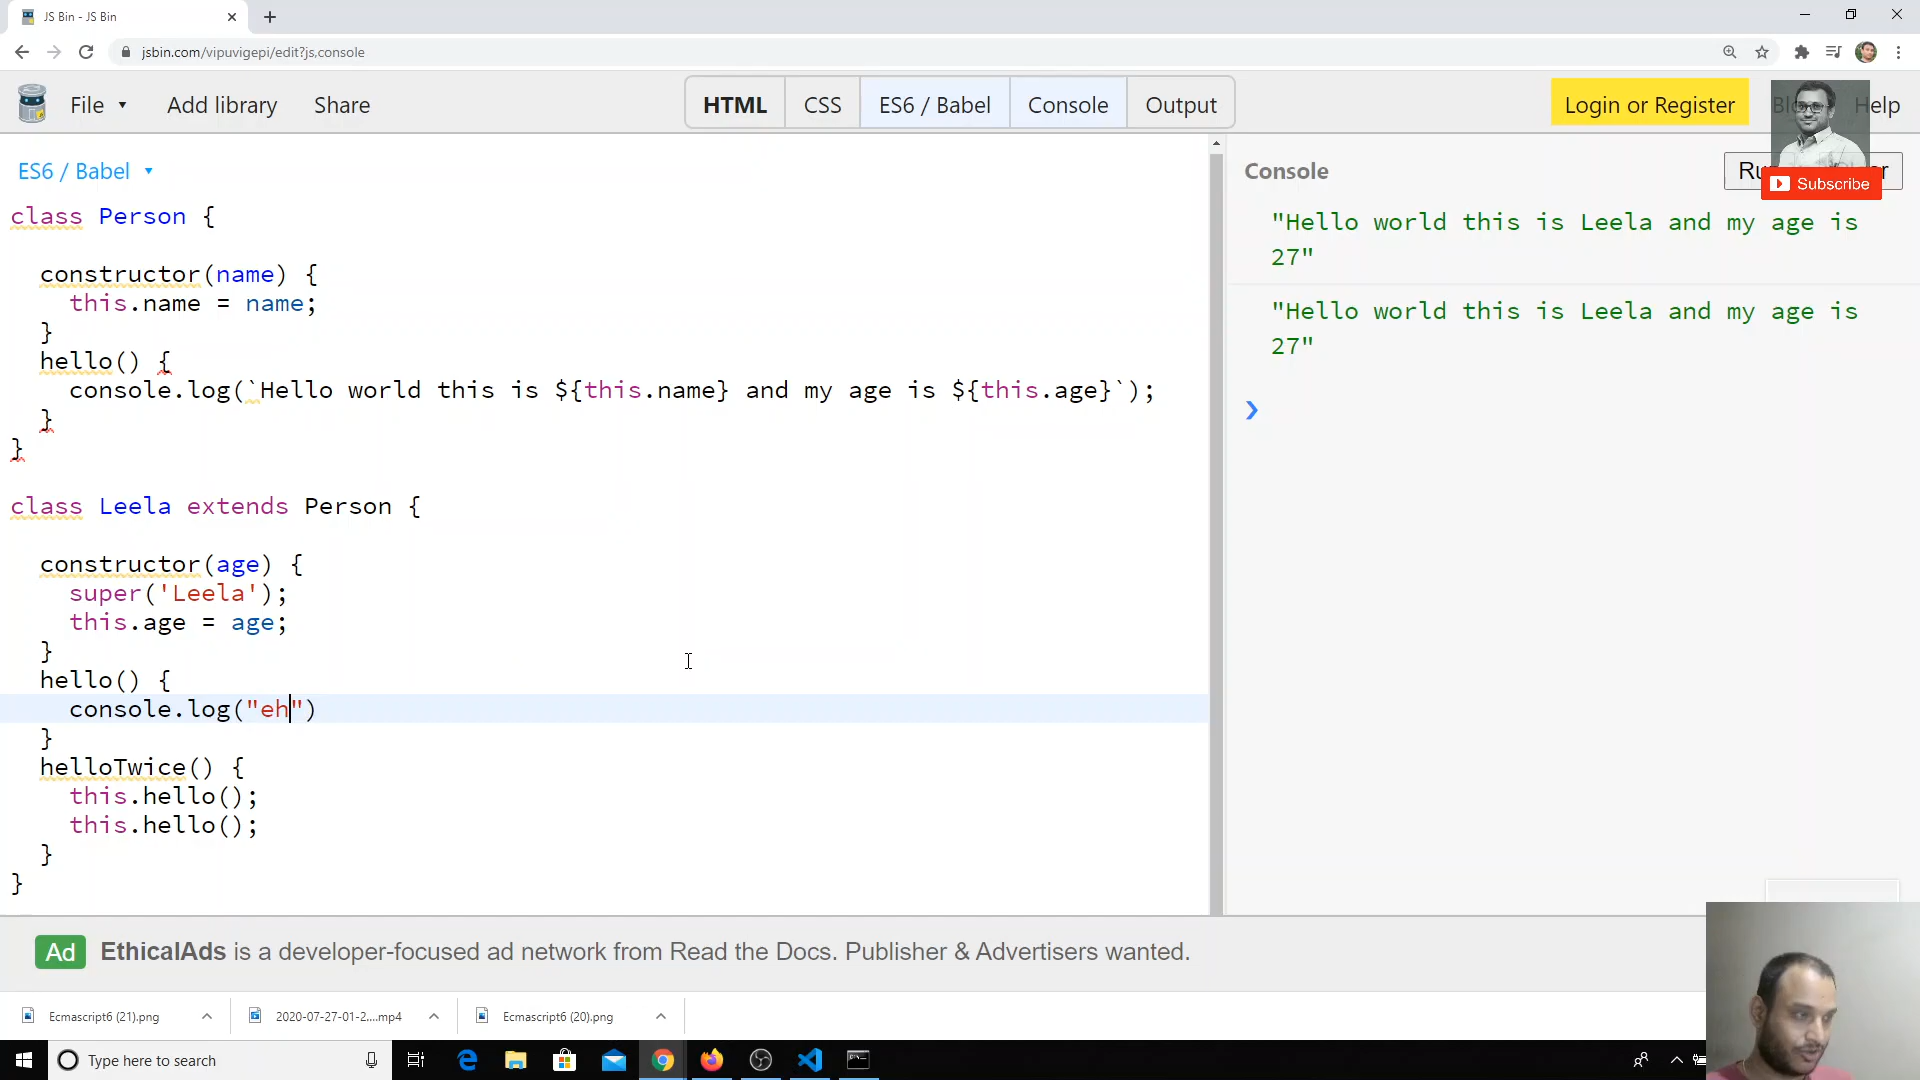 JS Bin - JS Bin
jsbin.com/vipuvigepi/edit?js,console
File Add library Share HTML CSS ES6 / Babel Console Output Login or Register Help
ES6 / Babel
class Person {
constructor(name) {
this.name = name;
}
hello() {
console.log(`Hello world this is ${this.name} and my age is ${this.age}`);
}
}
class Leela extends Person {
constructor(age) {
super('Leela');
this.age = age;
}
hello() {
console.log("eh")
}
helloTwice() {
this.hello();
this.hello();
}
}
Console
Subscribe
"Hello world this is Leela and my age is
27"
"Hello world this is Leela and my age is
27"
Ad EthicalAds is a developer-focused ad network from Read the Docs. Publisher & Advertisers wanted.
Ecmascript6 (21).png 2020-07-27-01-2....mp4 Ecmascript6 (20).png
Type here to search